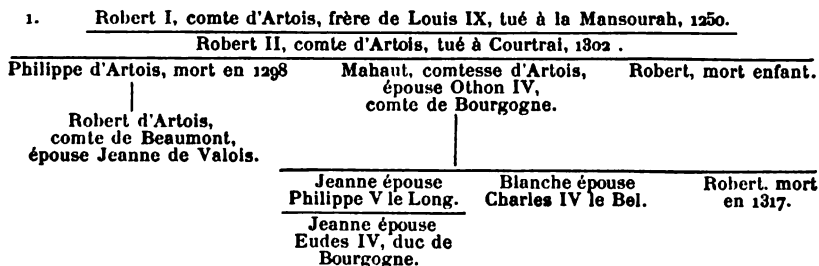 1. Robert I, comte d'Artois, frère de Louis IX, tué à la Mansourah, 1250.
Robert II, comte d'Artois, tué à Courtrai, 1302 .
Philippe d'Artois, mort en 1298
Mahaut, comtesse d'Artois,
épouse Othon IV,
comte de Bourgogne.
Robert, mort enfant.
Robert d'Artois,
comte de Beaumont,
épouse Jeanne de Valois.
Jeanne épouse
Philippe V le Long.
Blanche épouse
Charles IV le Bel.
Robert. mort
en 1317.
Jeanne épouse
Eudes IV, duc de
Bourgogne.